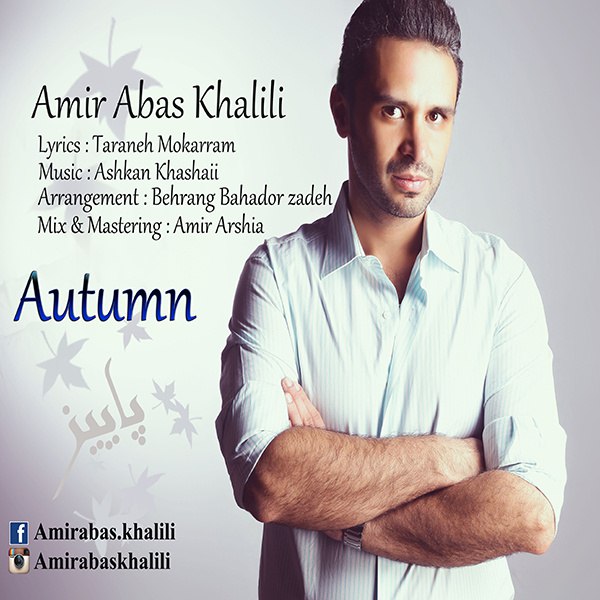 Amir Abas Khalili
Lyrics : Taraneh Mokarram
Music : Ashkan Khashaii
Arrangement : Behrang Bahador zadeh
Mix & Mastering : Amir Arshia
Autumn
پاییز
f Amirabas.khalili
Amirabaskhalili